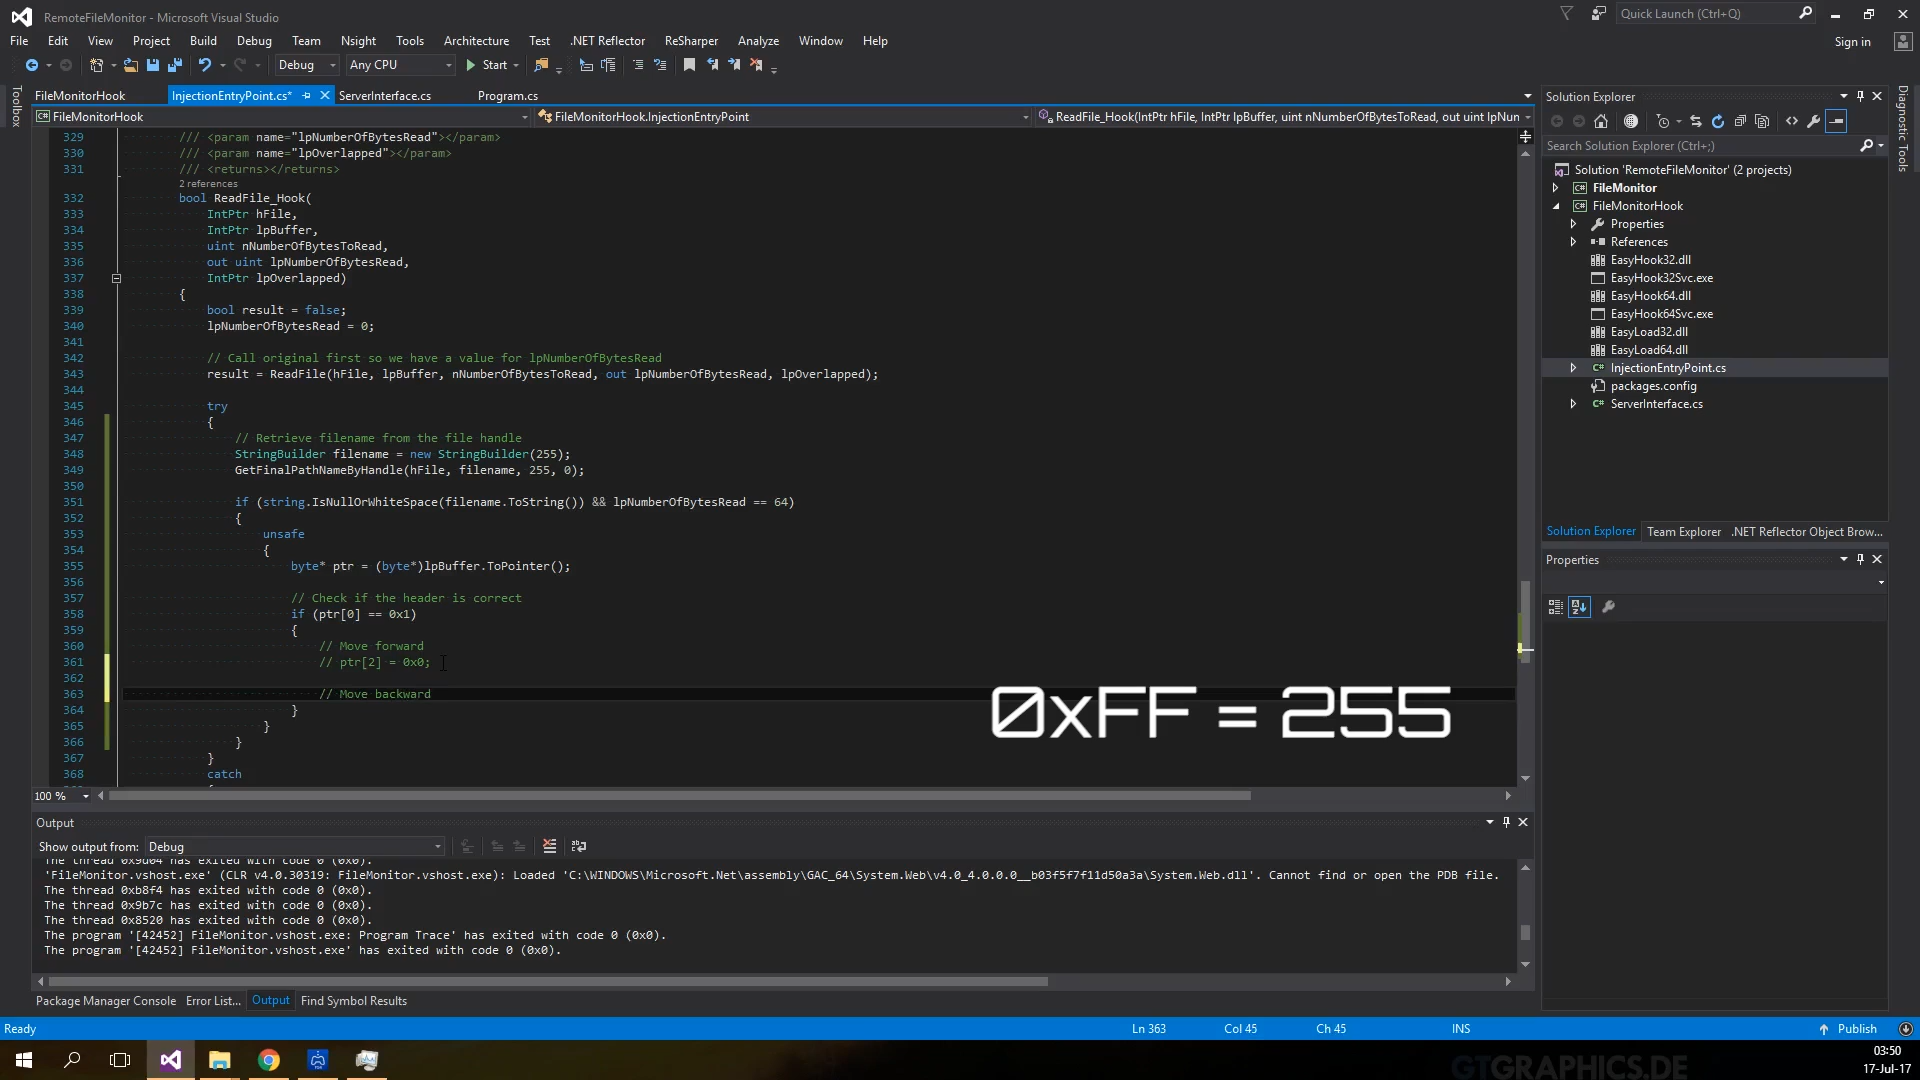 RemoteFileMonitor - Microsoft Visual Studio
Quick Launch (Ctrl+Q)
File Edit View Project Build Debug Team Nsight Tools Architecture Test .NET Reflector ReSharper Analyze Window Help
Sign in
Debug Any CPU Start
Toolbox
FileMonitorHook InjectionEntryPoint.cs* ServerInterface.cs Program.cs
FileMonitorHook FileMonitorHook.InjectionEntryPoint ReadFile_Hook(IntPtr hFile, IntPtr lpBuffer, uint nNumberOfBytesToRead, out uint lpNun
329 /// <param name="lpNumberOfBytesRead"></param>
330 /// <param name="lpOverlapped"></param>
331 /// <returns></returns>
2 references
332 bool ReadFile_Hook(
333 IntPtr hFile,
334 IntPtr lpBuffer,
335 uint nNumberOfBytesToRead,
336 out uint lpNumberOfBytesRead,
337 IntPtr lpOverlapped)
338 {
339 bool result = false;
340 lpNumberOfBytesRead = 0;
341
342 // Call original first so we have a value for lpNumberOfBytesRead
343 result = ReadFile(hFile, lpBuffer, nNumberOfBytesToRead, out lpNumberOfBytesRead, lpOverlapped);
344
345 try
346 {
347 // Retrieve filename from the file handle
348 StringBuilder filename = new StringBuilder(255);
349 GetFinalPathNameByHandle(hFile, filename, 255, 0);
350
351 if (string.IsNullOrWhiteSpace(filename.ToString()) && lpNumberOfBytesRead == 64)
352 {
353 unsafe
354 {
355 byte* ptr = (byte*)lpBuffer.ToPointer();
356
357 // Check if the header is correct
358 if (ptr[0] == 0x1)
359 {
360 // Move forward
361 // ptr[2] = 0x0;
362
363 // Move backward
364 }
365 }
366 }
367 }
368 catch
0xFF = 255
100 %
Output
Show output from: Debug
The thread 0x9d04 has exited with code 0 (0x0).
'FileMonitor.vshost.exe' (CLR v4.0.30319: FileMonitor.vshost.exe): Loaded 'C:\WINDOWS\Microsoft.Net\assembly\GAC_64\System.Web\v4.0_4.0.0.0__b03f5f7f11d50a3a\System.Web.dll'. Cannot find or open the PDB file.
The thread 0xb8f4 has exited with code 0 (0x0).
The thread 0x9b7c has exited with code 0 (0x0).
The thread 0x8520 has exited with code 0 (0x0).
The program '[42452] FileMonitor.vshost.exe: Program Trace' has exited with code 0 (0x0).
The program '[42452] FileMonitor.vshost.exe' has exited with code 0 (0x0).
Package Manager Console Error List... Output Find Symbol Results
Solution Explorer
Search Solution Explorer (Ctrl+;)
Solution 'RemoteFileMonitor' (2 projects)
FileMonitor
FileMonitorHook
Properties
References
EasyHook32.dll
EasyHook32Svc.exe
EasyHook64.dll
EasyHook64Svc.exe
EasyLoad32.dll
EasyLoad64.dll
InjectionEntryPoint.cs
packages.config
ServerInterface.cs
Solution Explorer Team Explorer .NET Reflector Object Brow...
Properties
Diagnostic Tools
Ready Ln 363 Col 45 Ch 45 INS Publish
GTGRAPHICS.DE
03:50
17-Jul-17